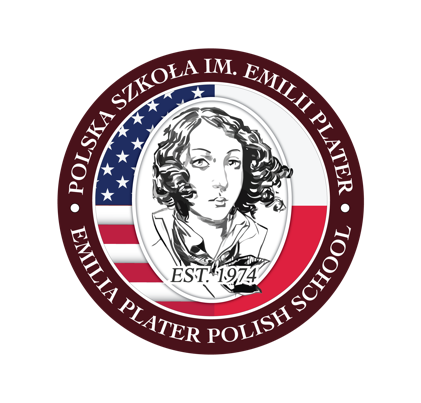 POLSKA SZKOŁA IM. EMILII PLATER
EST. 1974
EMILIA PLATER POLISH SCHOOL